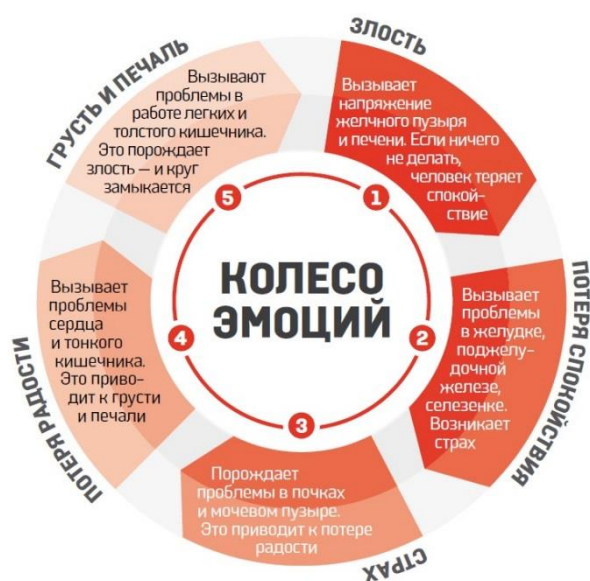 КОЛЕСО
ЭМОЦИЙ
ЗЛОСТЬ
1
Вызывает
напряжение
желчного пузыря
и печени. Если ничего
не делать,
человек теряет
спокой-
ствие
ПОТЕРЯ СПОКОЙСТВИЯ
2
Вызывает
проблемы
в желудке,
поджелу-
дочной
железе,
селезенке.
Возникает
страх
СТРАХ
3
Порождает
проблемы в почках
и мочевом пузыре.
Это приводит к потере
радости
ПОТЕРЯ РАДОСТИ
4
Вызывает
проблемы
сердца
и тонкого
кишечника.
Это приво-
дит к грусти
и печали
ГРУСТЬ И ПЕЧАЛЬ
5
Вызывают
проблемы в
работе легких и
толстого кишечника.
Это порождает
злость — и круг
замыкается